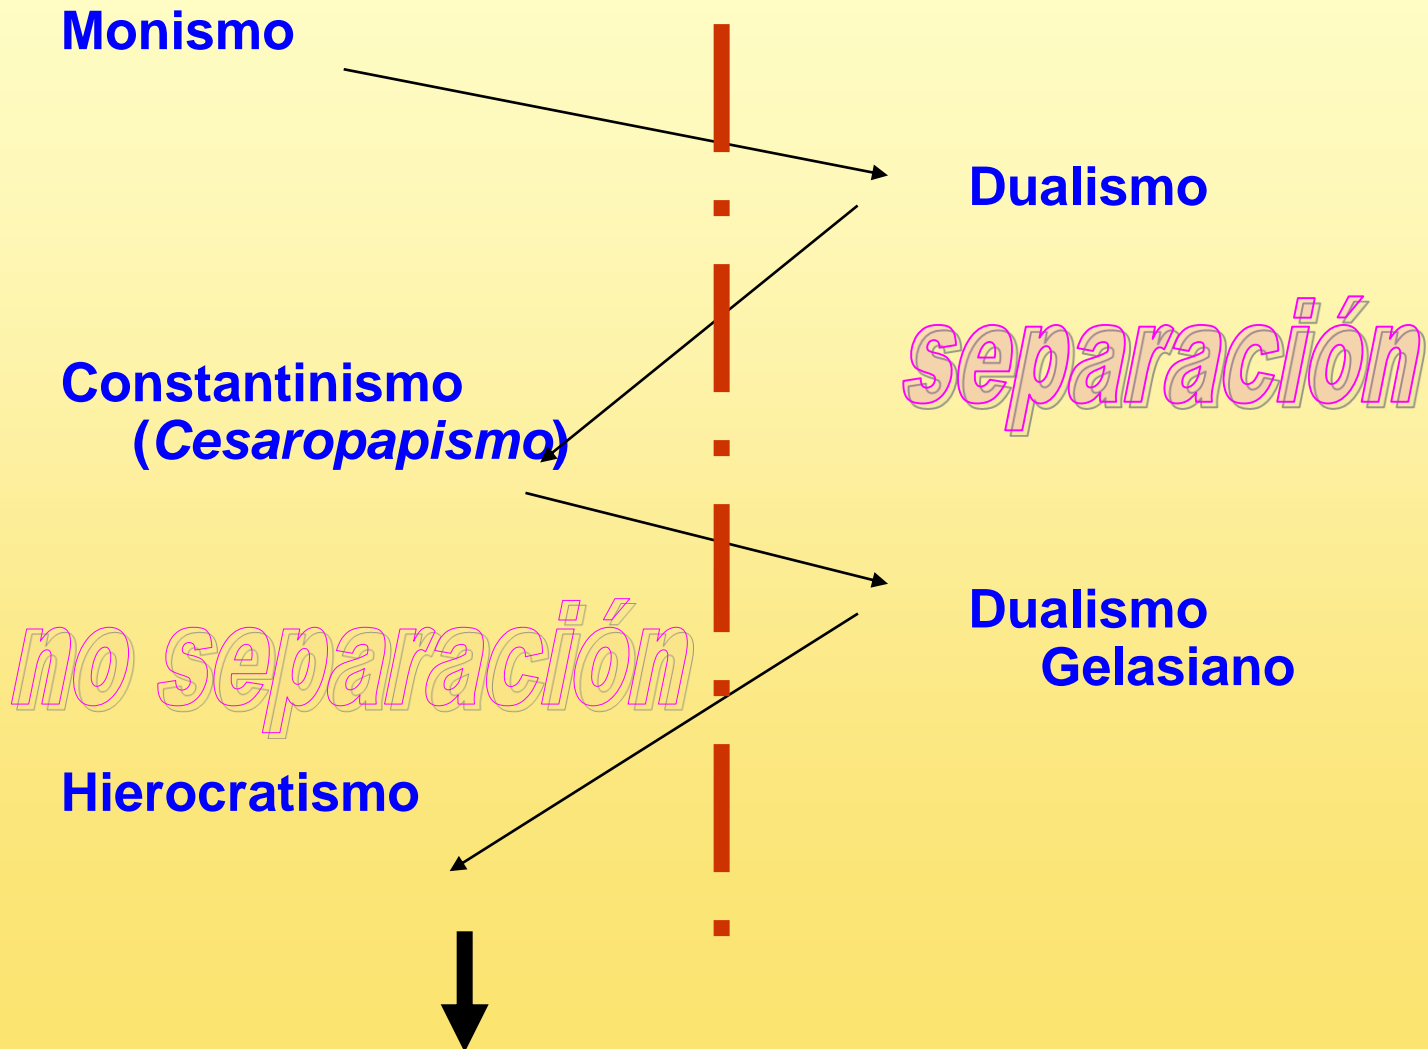 Monismo
Dualismo
separación
Constantinismo
(Cesaropapismo)
Dualismo
Gelasiano
no separación
Hierocratismo